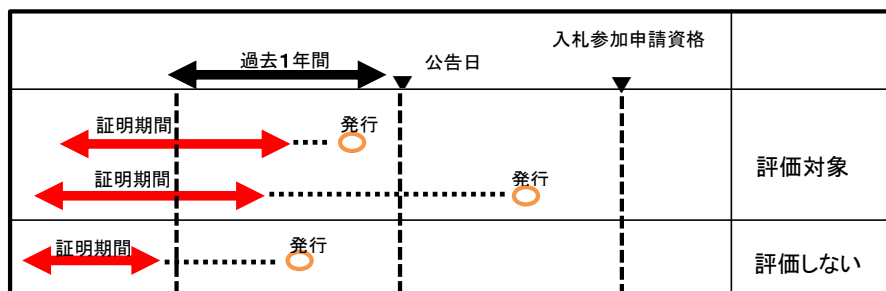 入札参加申請資格
過去1年間
公告日
証明期間
発行
証明期間
発行
評価対象
証明期間
発行
評価しない